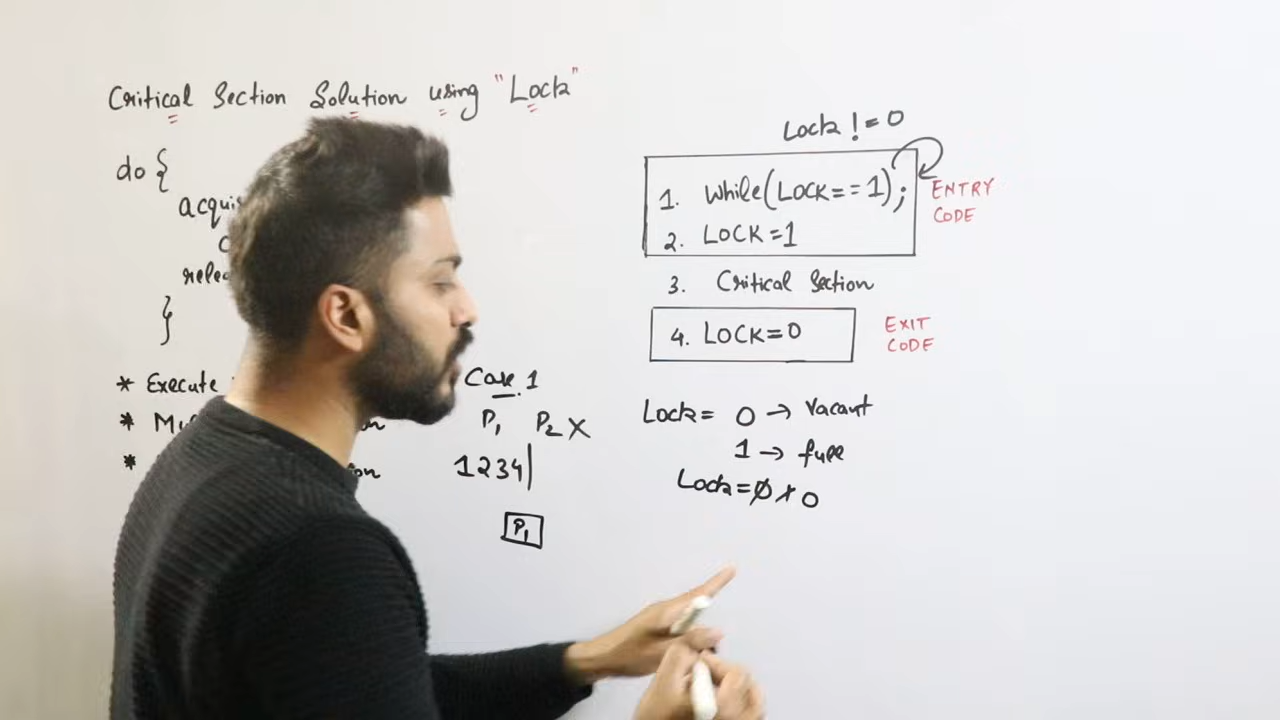 Critical Section Solution using "Lock"
do {
}
* Execute
*
*
Case 1
P1 P2 X
1234|
P1
Lock != 0
1. while(LOCK==1);
2. LOCK=1
ENTRY
CODE
3. Critical Section
4. LOCK=0
EXIT
CODE
Lock= 0 → Vacant
1 → full
Lock=0 1 0